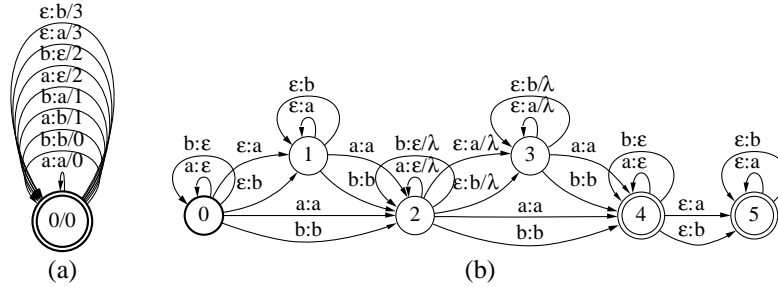 ε:b/3
ε:a/3
b:ε/2
a:ε/2
b:a/1
a:b/1
b:b/0
a:a/0
0/0
(a)
ε:b
ε:a
b:ε
a:ε
ε:a
ε:b
a:a
b:b
0
1
a:a
b:b
b:ε/λ
a:ε/λ
2
ε:a/λ
ε:b/λ
ε:b/λ
ε:a/λ
3
a:a
b:b
a:a
b:b
b:ε
a:ε
4
ε:a
ε:b
ε:b
ε:a
5
(b)